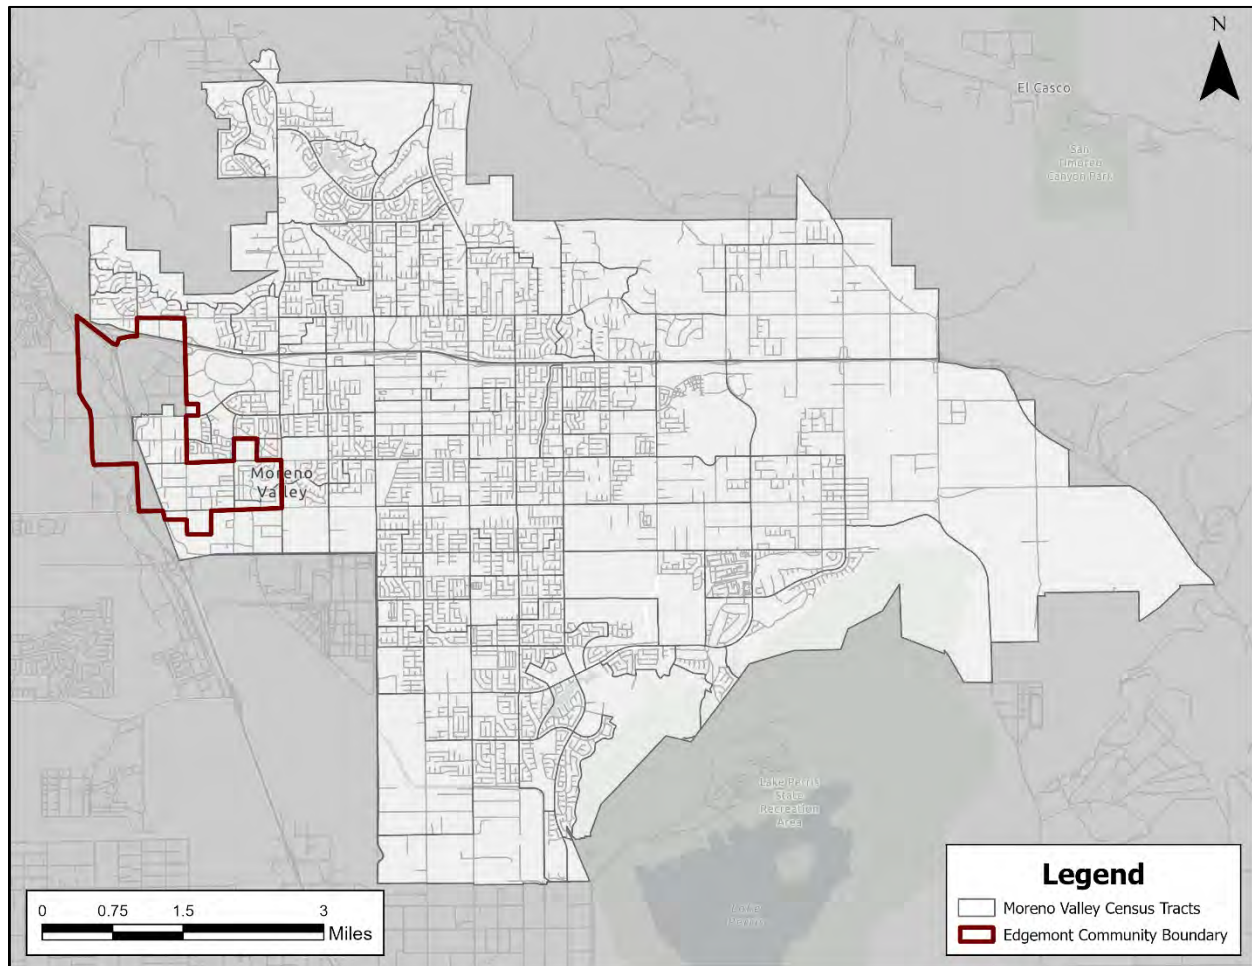 N
El Casco
San
Timoteo
Canyon Park
Moreno
Valley
Lake Perris
State
Recreation
Area
Lake
Perris
Legend
Moreno Valley Census Tracts
Edgemont Community Boundary
0 0.75 1.5 3
Miles